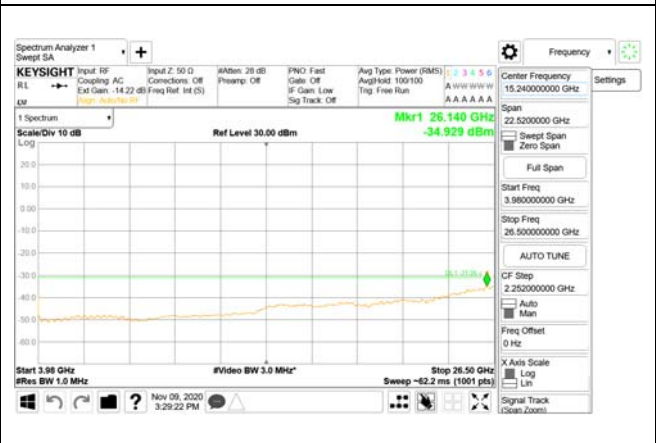 Spectrum Analyzer 1
Swept SA
Frequency
KEYSIGHT
Input: RF
Input Z: 50 Ω
#Atten: 28 dB
PNO: Fast
Avg Type: Power (RMS)
1 2 3 4 5 6
R L
Coupling: AC
Corrections: Off
Preamp: Off
Gate: Off
Avg|Hold: 100/100
A W W W W W
Ext Gain: -14.22 dB
Freq Ref: Int (S)
IF Gain: Low
Trig: Free Run
Align: Auto/No RF
Sig Track: Off
A A A A A A
Center Frequency
15.240000000 GHz
Settings
1 Spectrum
Mkr1 26.140 GHz
Scale/Div 10 dB
Ref Level 30.00 dBm
-34.929 dBm
Log
Span
22.5200000 GHz
Swept Span
Zero Span
Full Span
Start Freq
3.980000000 GHz
Stop Freq
26.500000000 GHz
AUTO TUNE
CF Step
2.252000000 GHz
Auto
Man
Freq Offset
0 Hz
X Axis Scale
Log
Lin
Signal Track
(Span Zoom)
20.0
10.0
0.00
-10.0
-20.0
-30.0
-40.0
-50.0
-60.0
Start 3.98 GHz
#Video BW 3.0 MHz*
Stop 26.50 GHz
#Res BW 1.0 MHz
Sweep ~62.2 ms (1001 pts)
Nov 09, 2020
3:29:22 PM